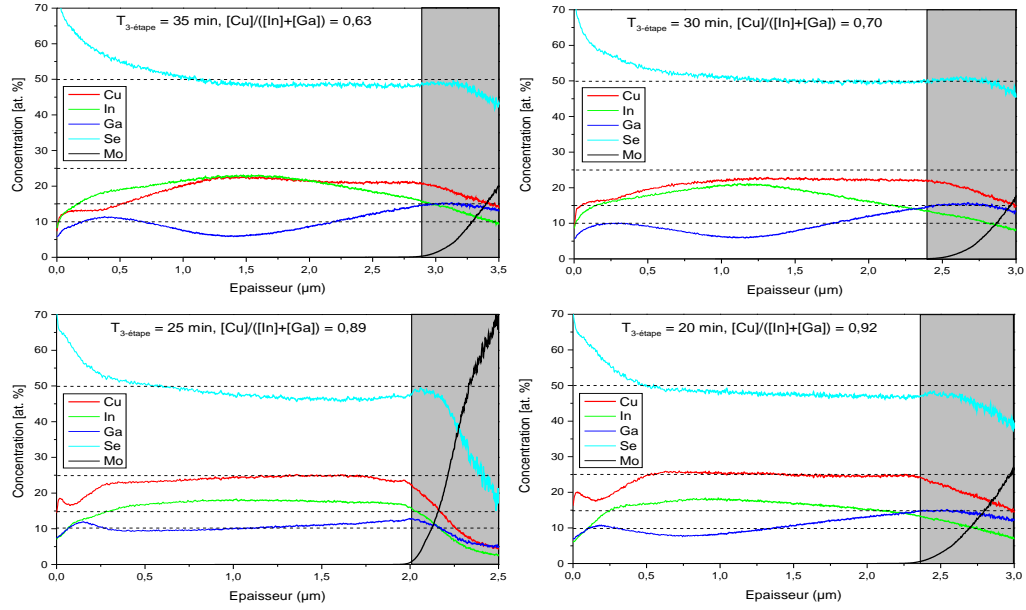 T3-étape = 35 min, [Cu]/([In]+[Ga]) = 0,63
Concentration [at. %]
70
60
50
40
30
20
10
0
Cu
In
Ga
Se
Mo
0,0 0,5 1,0 1,5 2,0 2,5 3,0 3,5
Epaisseur (µm)
T3-étape = 30 min, [Cu]/([In]+[Ga]) = 0,70
Concentration [at. %]
70
60
50
40
30
20
10
0
Cu
In
Ga
Se
Mo
0,0 0,5 1,0 1,5 2,0 2,5 3,0
Epaisseur (µm)
T3-étape = 25 min, [Cu]/([In]+[Ga]) = 0,89
Concentration [at. %]
70
60
50
40
30
20
10
0
Cu
In
Ga
Se
Mo
0,0 0,5 1,0 1,5 2,0 2,5
Epaisseur (µm)
T3-étape = 20 min, [Cu]/([In]+[Ga]) = 0,92
Concentration [at. %]
70
60
50
40
30
20
10
0
Cu
In
Ga
Se
Mo
0,0 0,5 1,0 1,5 2,0 2,5 3,0
Epaisseur (µm)